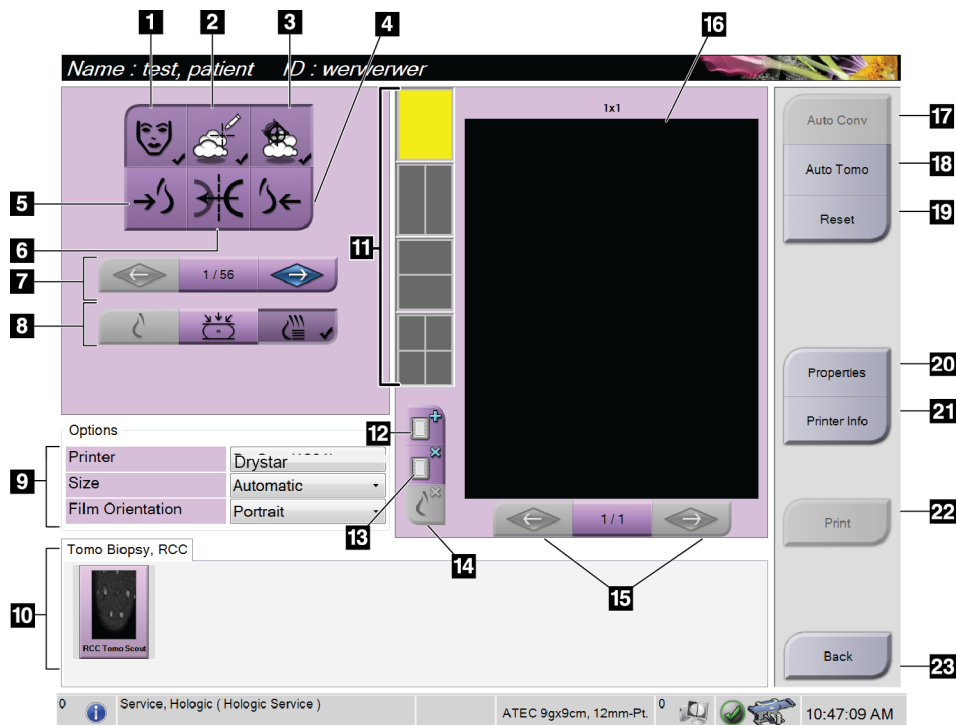 1 2 3 4 16
Name : test, patient ID : werwerwer
1x1
Auto Conv 17
Auto Tomo 18
5
Reset 19
6 11
7 1 / 56
8
Properties 20
Printer Info 21
Options 12
Printer Drystar
9 Size Automatic
Film Orientation Portrait
13
1 / 1
Print 22
14
15
Tomo Biopsy, RCC
10
RCC Tomo Scout
Back 23
0 Service, Hologic ( Hologic Service ) ATEC 9gx9cm, 12mm-Pt. 0 10:47:09 AM